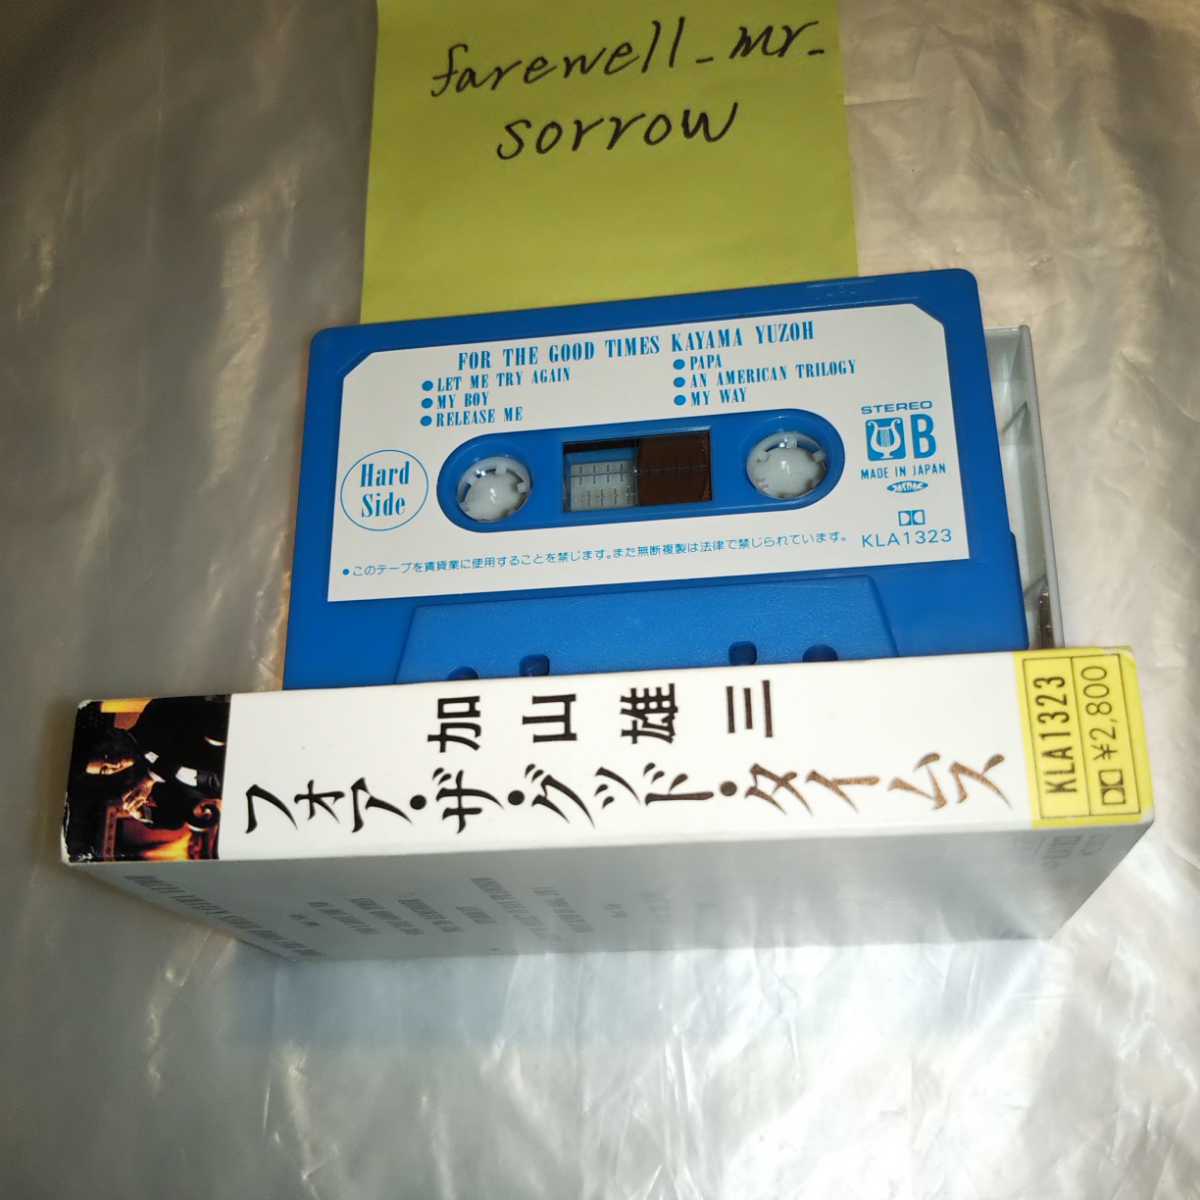 farewell_mr_
sorrow
FOR THE GOOD TIMES KAYAMA YUZOH
●LET ME TRY AGAIN
●MY BOY
●RELEASE ME
●PAPA
●AN AMERICAN TRILOGY
●MY WAY
Hard
Side
STEREO
B
MADE IN JAPAN
JASRAC
KLA1323
●このテープを賃貸業に使用することを禁じます。また無断複製は法律で禁じられています。
加山雄三
フォア・ザ・グッド・タイムス
KLA1323
¥2,800